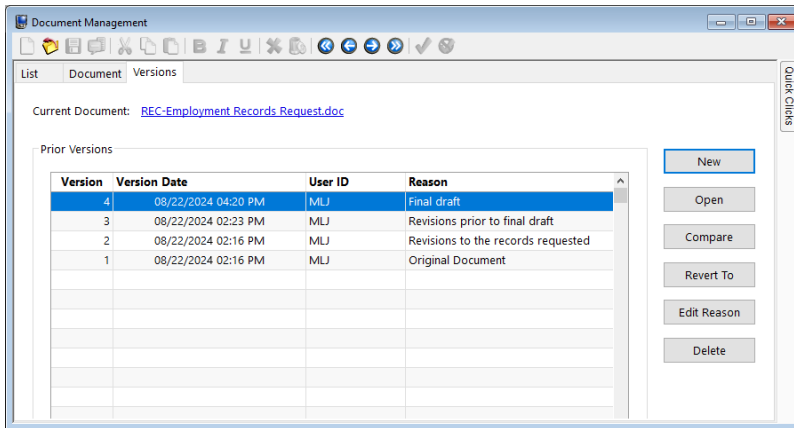 Document Management
B I U
List Document Versions
Quick Clicks
Current Document: REC-Employment Records Request.doc
Prior Versions
New
Open
Compare
Revert To
Edit Reason
Delete
Version Version Date User ID Reason
4 08/22/2024 04:20 PM MLJ Final draft
3 08/22/2024 02:23 PM MLJ Revisions prior to final draft
2 08/22/2024 02:16 PM MLJ Revisions to the records requested
1 08/22/2024 02:16 PM MLJ Original Document